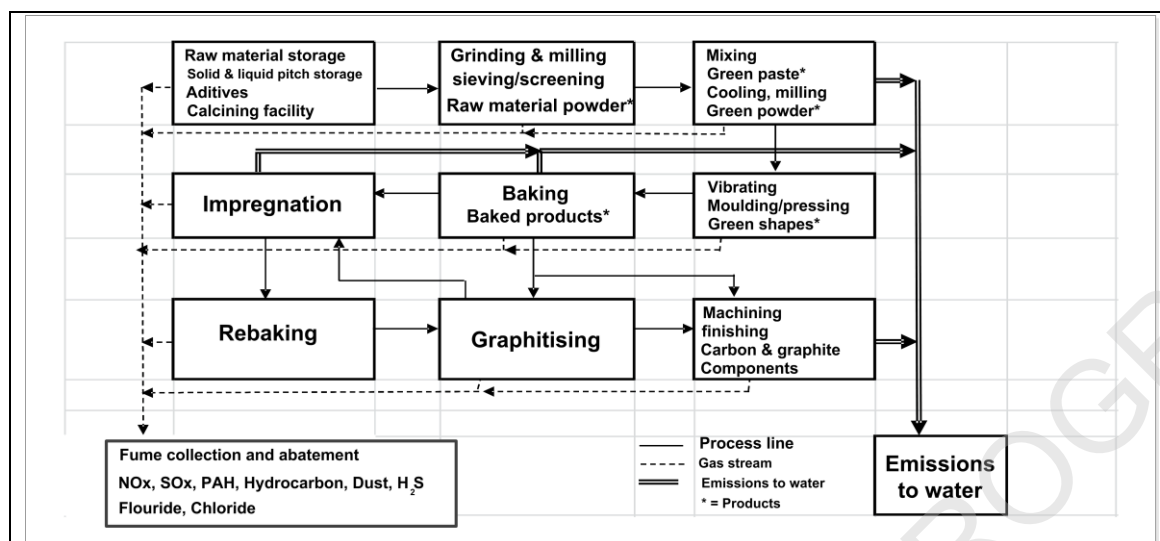 Raw material storage
Solid & liquid pitch storage
Aditives
Calcining facility
Grinding & milling
sieving/screening
Raw material powder*
Mixing
Green paste*
Cooling, milling
Green powder*
Impregnation
Baking
Baked products*
Vibrating
Moulding/pressing
Green shapes*
Rebaking
Graphitising
Machining
finishing
Carbon & graphite
Components
Fume collection and abatement
NOx, SOx, PAH, Hydrocarbon, Dust, H2S
Flouride, Chloride
Process line
Gas stream
Emissions to water
* = Products
Emissions
to water